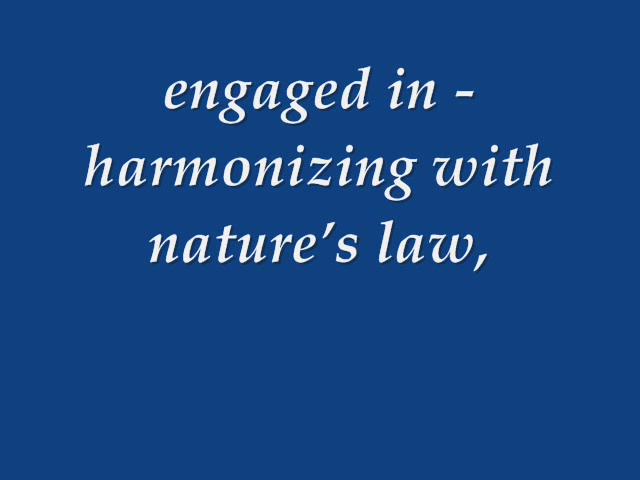 engaged in -
harmonizing with
nature’s law,